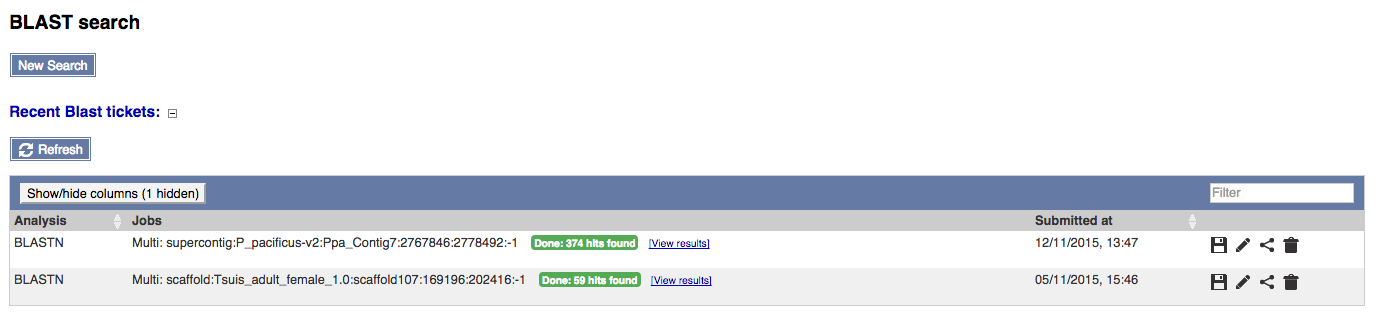 BLAST search
New Search
Recent Blast tickets:
Refresh
Show/hide columns (1 hidden) Filter
Analysis Jobs Submitted at
BLASTN Multi: supercontig:P_pacificus-v2:Ppa_Contig7:2767846:2778492:-1 Done: 374 hits found [View results] 12/11/2015, 13:47
BLASTN Multi: scaffold:Tsuis_adult_female_1.0:scaffold107:169196:202416:-1 Done: 59 hits found [View results] 05/11/2015, 15:46